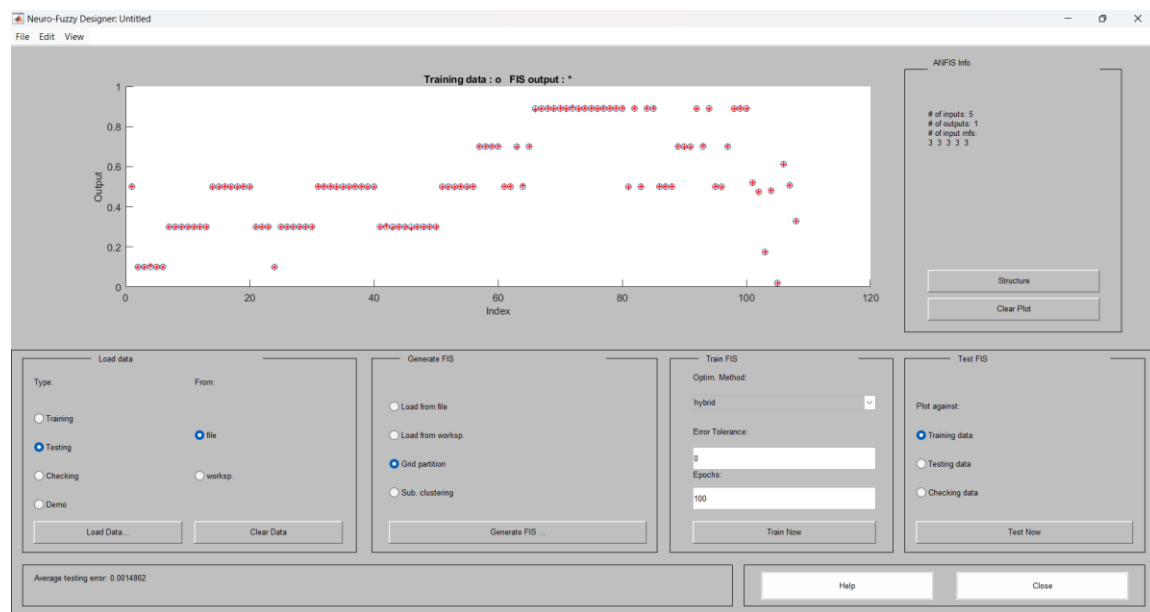 Neuro-Fuzzy Designer: Untitled
File Edit View
Training data : o FIS output : *
1
0.8
0.6
0.4
0.2
0
Output
0 20 40 60 80 100 120
Index
ANFIS Info.
# of inputs: 5
# of outputs: 1
# of input mfs:
3 3 3 3 3
Structure
Clear Plot
Load data
Type:
From:
Training
Testing
Checking
Demo
file
worksp.
Load Data...
Clear Data
Generate FIS
Load from file
Load from worksp.
Grid partition
Sub. clustering
Generate FIS ...
Train FIS
Optim. Method:
hybrid
Error Tolerance:
0
Epochs:
100
Train Now
Test FIS
Plot against:
Training data
Testing data
Checking data
Test Now
Average testing error: 0.0014862
Help
Close